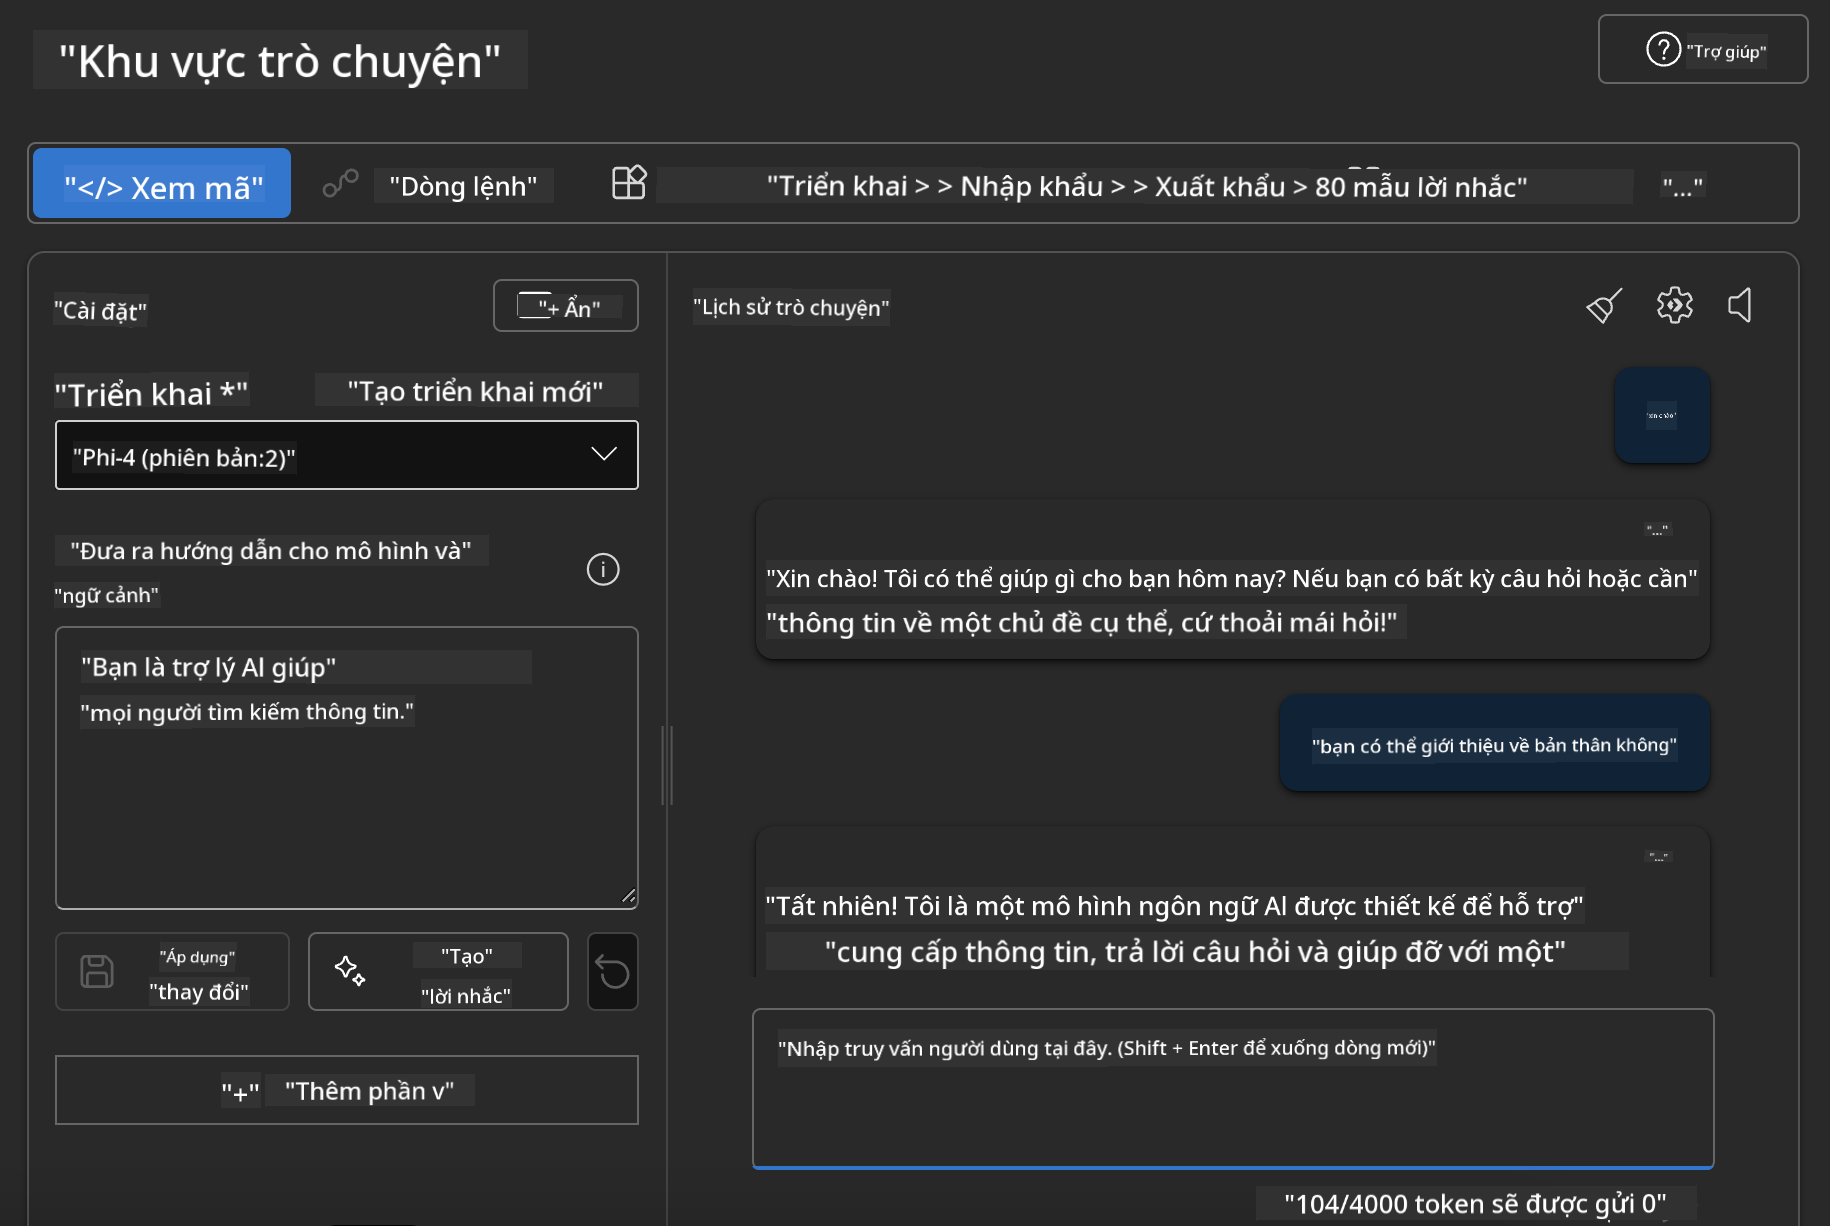 "Khu vực trò chuyện"
"Trợ giúp"
"</> Xem mã"
"Dòng lệnh"
"Triển khai > > Nhập khẩu > > Xuất khẩu > 80 mẫu lời nhắc"
"..."
"Cài đặt"
"+ Ẩn"
"Triển khai *"
"Tạo triển khai mới"
"Phi-4 (phiên bản:2)"
"Đưa ra hướng dẫn cho mô hình và"
"ngữ cảnh"
"Bạn là trợ lý AI giúp"
"mọi người tìm kiếm thông tin."
"Áp dụng"
"thay đổi"
"Tạo"
"lời nhắc"
"+"
"Thêm phần v"
"Lịch sử trò chuyện"
"xin chào"
"..."
"Xin chào! Tôi có thể giúp gì cho bạn hôm nay? Nếu bạn có bất kỳ câu hỏi hoặc cần"
"thông tin về một chủ đề cụ thể, cứ thoải mái hỏi!"
"bạn có thể giới thiệu về bản thân không"
"..."
"Tất nhiên! Tôi là một mô hình ngôn ngữ AI được thiết kế để hỗ trợ"
"cung cấp thông tin, trả lời câu hỏi và giúp đỡ với một"
"Nhập truy vấn người dùng tại đây. (Shift + Enter để xuống dòng mới)"
"104/4000 token sẽ được gửi 0"